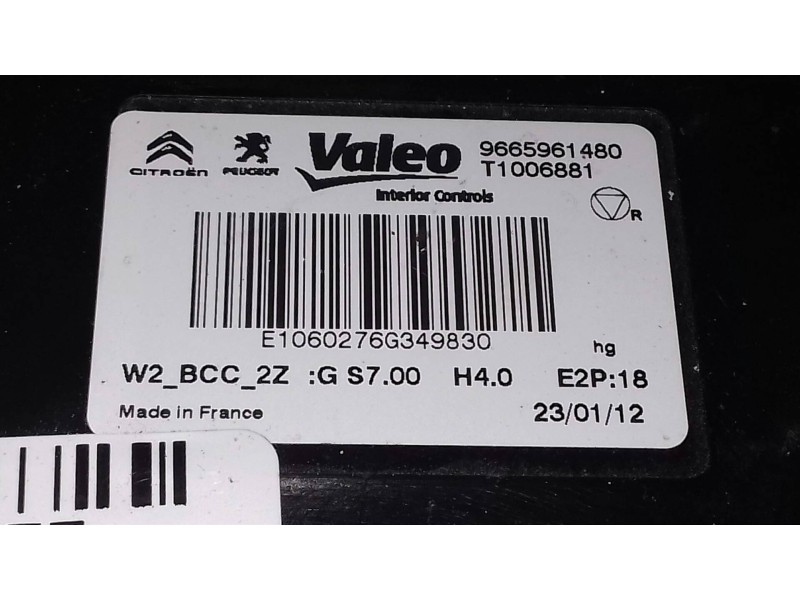 CITROËN PEUGEOT Valeo 9665961480
T1006881
Interior Controls
R
E1060276G349830
hg
W2_BCC_2Z :G S7.00 H4.0 E2P:18
Made in France 23/01/12